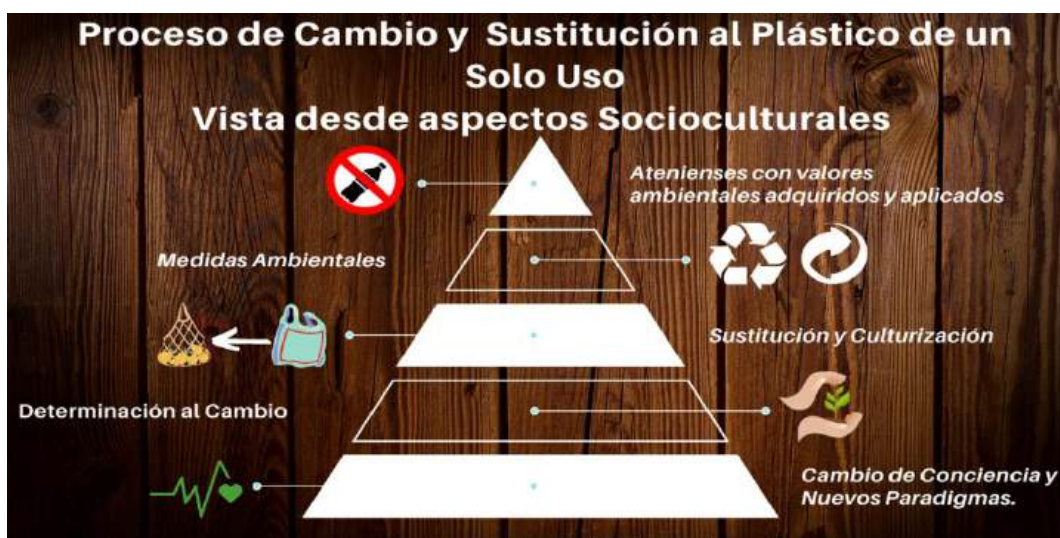 Proceso de Cambio y Sustitución al Plástico de un
Solo Uso
Vista desde aspectos Socioculturales
Atenienses con valores
ambientales adquiridos y aplicados
Medidas Ambientales
Sustitución y Culturización
Determinación al Cambio
Cambio de Conciencia y
Nuevos Paradigmas.